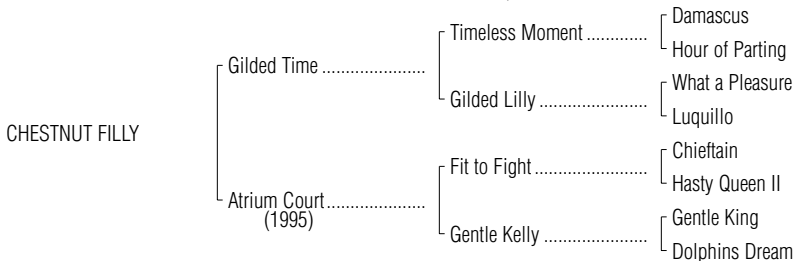 Damascus
Timeless Moment .............
Hour of Parting
Gilded Time ......................
What a Pleasure
Gilded Lilly .......................
Luquillo
CHESTNUT FILLY
Chieftain
Fit to Fight ........................
Hasty Queen II
Atrium Court .....................
(1995)
Gentle King
Gentle Kelly ......................
Dolphins Dream